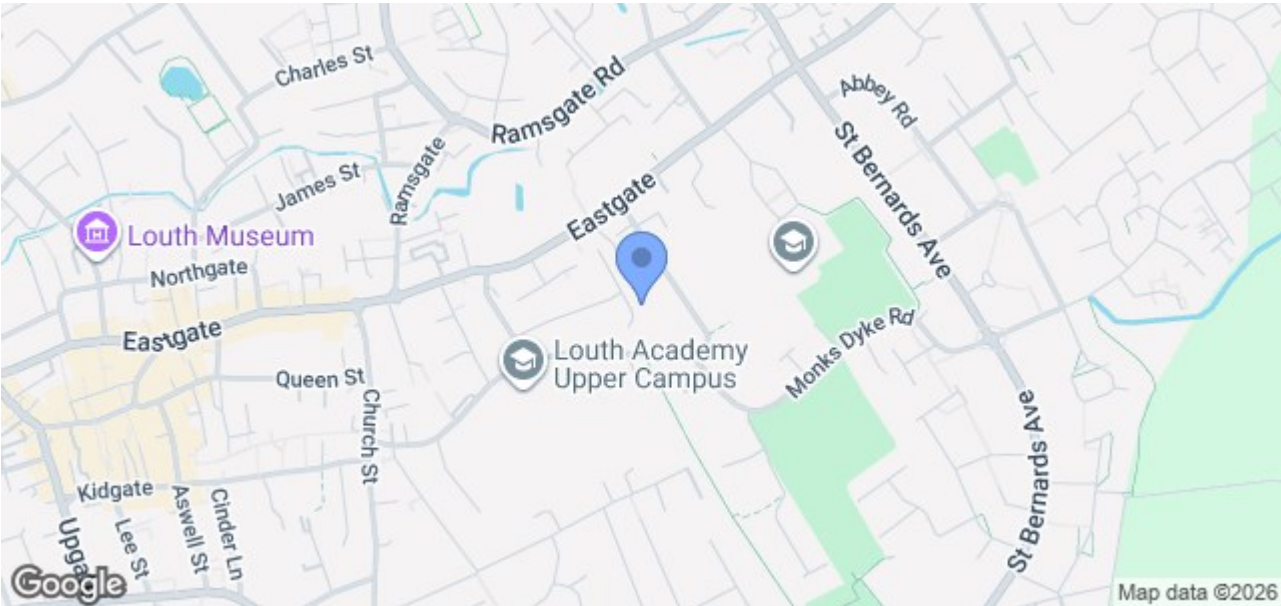 Charles St
Ramsgate Rd
Abbey Rd
St Bernards Ave
James St
Ramsgate
Eastgate
Louth Museum
Northgate
Eastgate
Louth Academy
Upper Campus
Monks Dyke Rd
Queen St
Church St
St Bernards Ave
Kidgate
Upgate
Lee St
Aswell St
Cinder Ln
Google
Map data ©2026